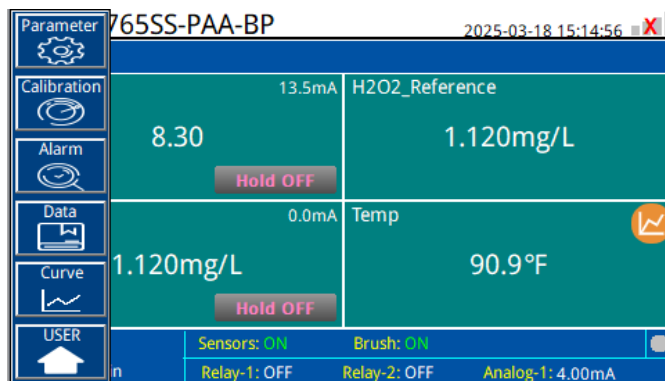 Parameter
765SS-PAA-BP
2025-03-18 15:14:56
Calibration
13.5mA
H2O2_Reference
8.30
1.120mg/L
Alarm
Hold OFF
Data
0.0mA
Temp
1.120mg/L
90.9°F
Curve
Hold OFF
USER
Sensors: ON
Brush: ON
in
Relay-1: OFF
Relay-2: OFF
Analog-1: 4.00mA